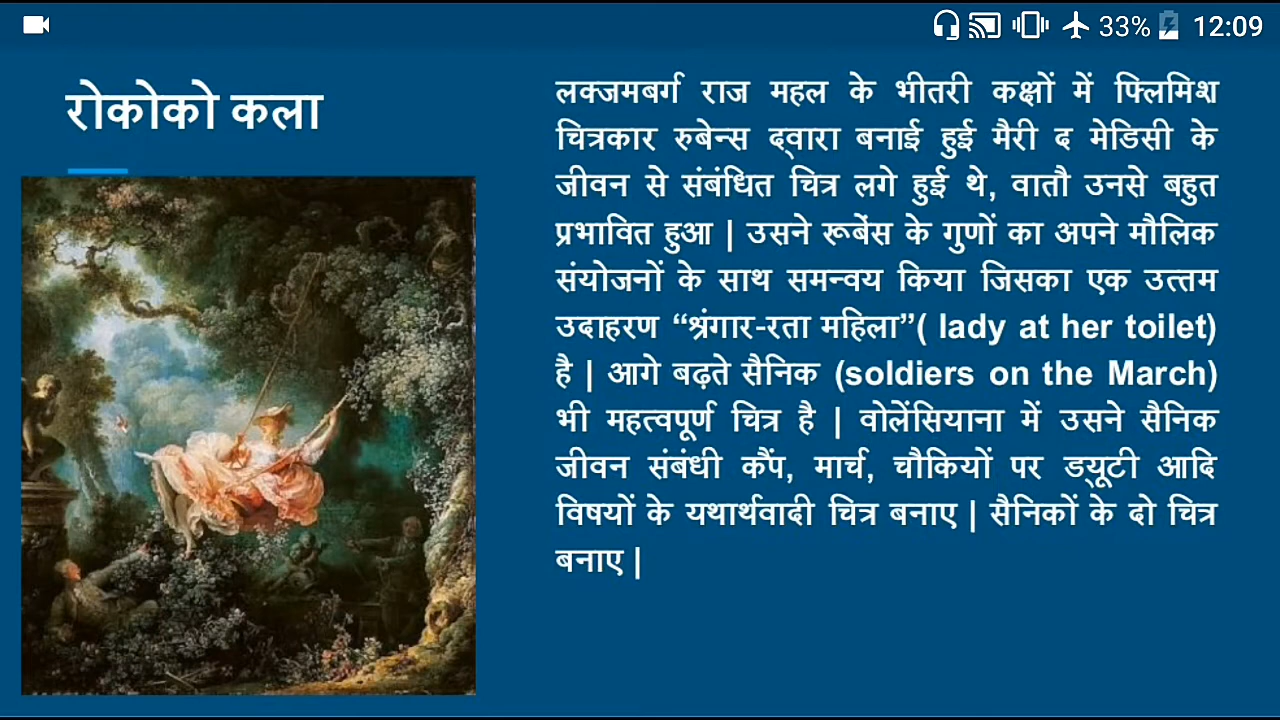 33% 12:09
रोकोको कला
लक्जमबर्ग राज महल के भीतरी कक्षों में फ्लिमिश
चित्रकार रुबेन्स द्वारा बनाई हुई मैरी द मेडिसी के
जीवन से संबंधित चित्र लगे हुई थे, वातौ उनसे बहुत
प्रभावित हुआ | उसने रूबेंस के गुणों का अपने मौलिक
संयोजनों के साथ समन्वय किया जिसका एक उत्तम
उदाहरण “श्रंगार-रता महिला”( lady at her toilet)
है | आगे बढ़ते सैनिक (soldiers on the March)
भी महत्वपूर्ण चित्र है | वोलेंसियाना में उसने सैनिक
जीवन संबंधी कैंप, मार्च, चौकियों पर ड्यूटी आदि
विषयों के यथार्थवादी चित्र बनाए | सैनिकों के दो चित्र
बनाए |